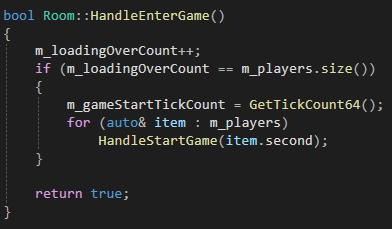 bool Room::HandleEnterGame()
{
    m_loadingOverCount++;
    if (m_loadingOverCount == m_players.size())
    {
        m_gameStartTickCount = GetTickCount64();
        for (auto& item : m_players)
            HandleStartGame(item.second);
    }

    return true;
}